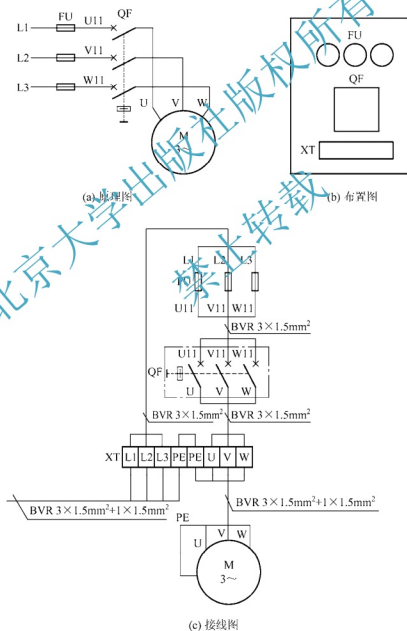 FU U11 QF
L1
V11
L2
W11
L3
U V W
M
3~
(a) 原理图
FU
QF
XT
(b) 布置图
北京大学出版社版权所有
禁止转载
L1 L2 L3
FU
U11 V11 W11
BVR 3×1.5mm²
U11 V11 W11
QF
U V W
BVR 3×1.5mm² BVR 3×1.5mm²
XT L1 L2 L3 PE PE U V W
BVR 3×1.5mm²+1×1.5mm² BVR 3×1.5mm²+1×1.5mm²
PE
U V W
M
3~
(c) 接线图